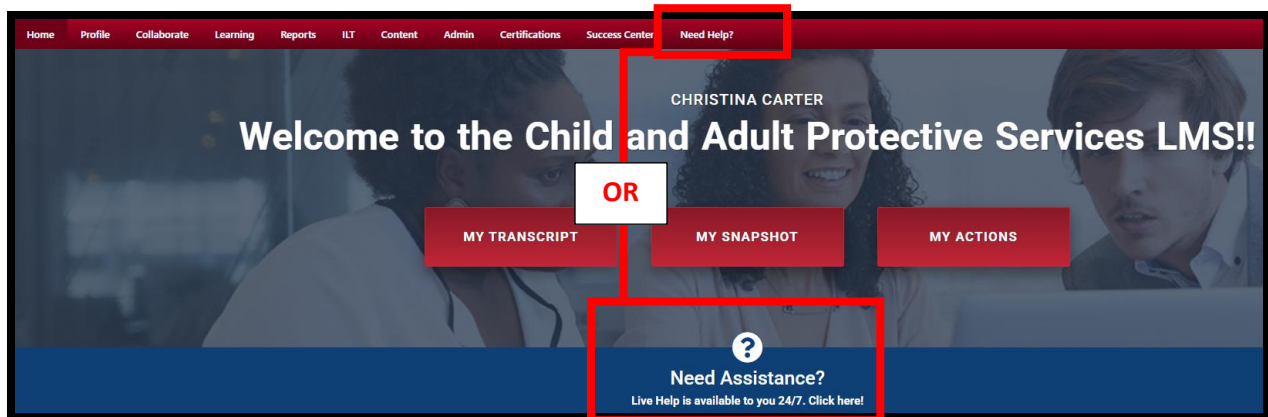 Home Profile Collaborate Learning Reports ILT Content Admin Certifications Success Center Need Help?
CHRISTINA CARTER
Welcome to the Child and Adult Protective Services LMS!!
OR
MY TRANSCRIPT MY SNAPSHOT MY ACTIONS
?
Need Assistance?
Live Help is available to you 24/7. Click here!